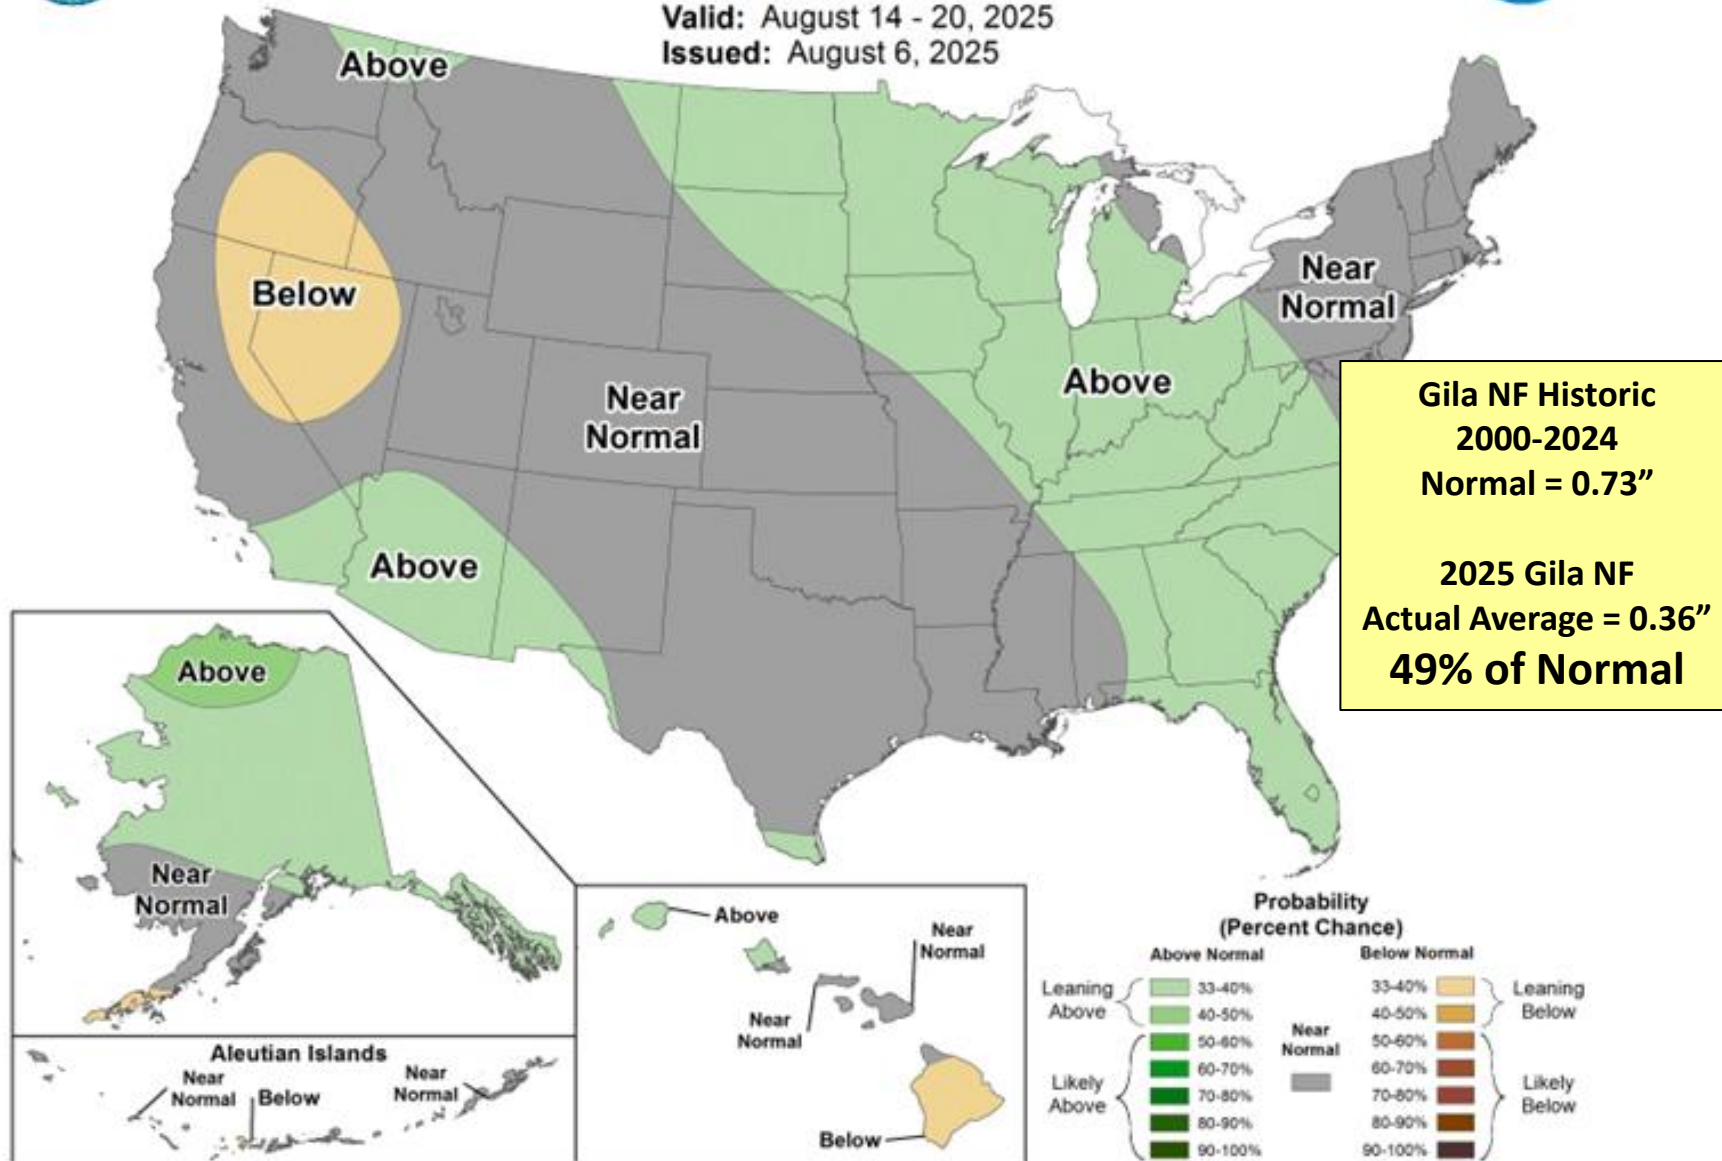 Valid: August 14 - 20, 2025
Issued: August 6, 2025
Above
Below
Near
Normal
Above
Near
Normal
Above
Gila NF Historic
2000-2024
Normal = 0.73”
2025 Gila NF
Actual Average = 0.36”
49% of Normal
Above
Near
Normal
Aleutian Islands
Near
Normal
Below
Near
Normal
Above
Near
Normal
Near
Normal
Below
Probability
(Percent Chance)
Above Normal
Below Normal
Leaning
Above
33-40%
40-50%
50-60%
60-70%
70-80%
80-90%
90-100%
Likely
Above
Near
Normal
33-40%
40-50%
50-60%
60-70%
70-80%
80-90%
90-100%
Leaning
Below
Likely
Below